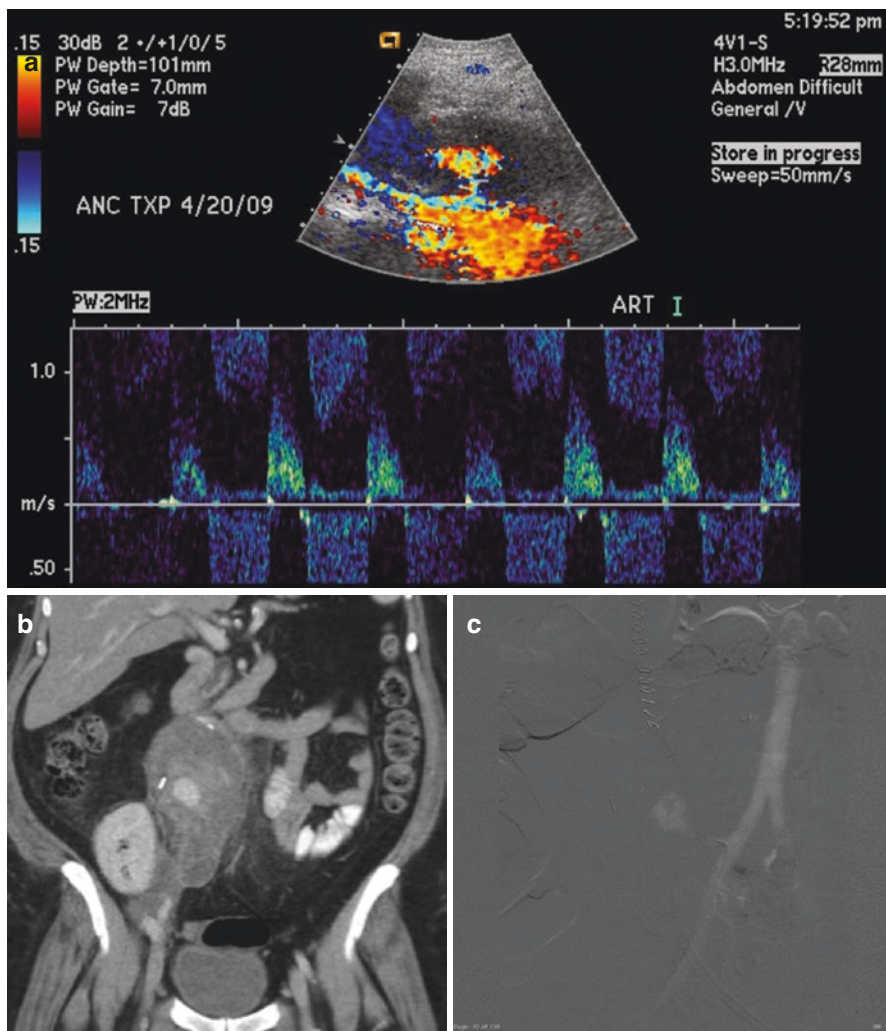 5:19:52 pm
.15
a
30dB 2 +/+1/0/5
PW Depth=101mm
PW Gate= 7.0mm
PW Gain= 7dB
4V1-S
H3.0MHz R28mm
Abdomen Difficult
General /V
Store in progress
Sweep=50mm/s
ANC TXP 4/20/09
.15
PW:2MHz
ART I
1.0
m/s
.50
b
c